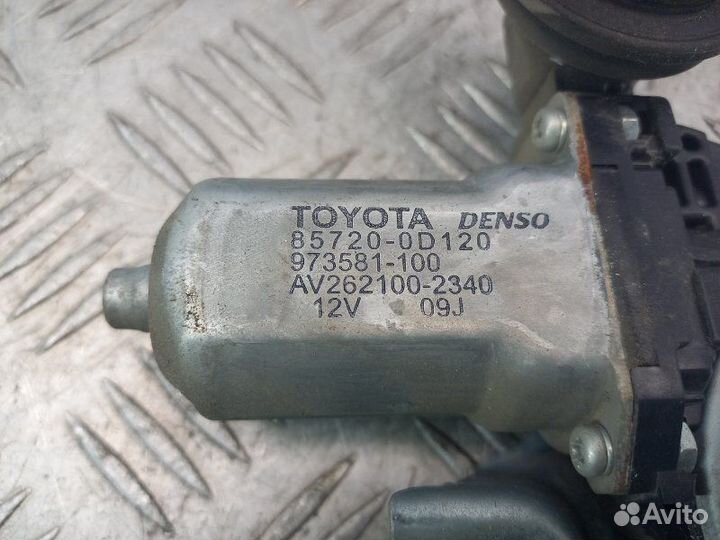 TOYOTA DENSO
85720-0D120
973581-100
AV262100-2340
12V 09J
Avito